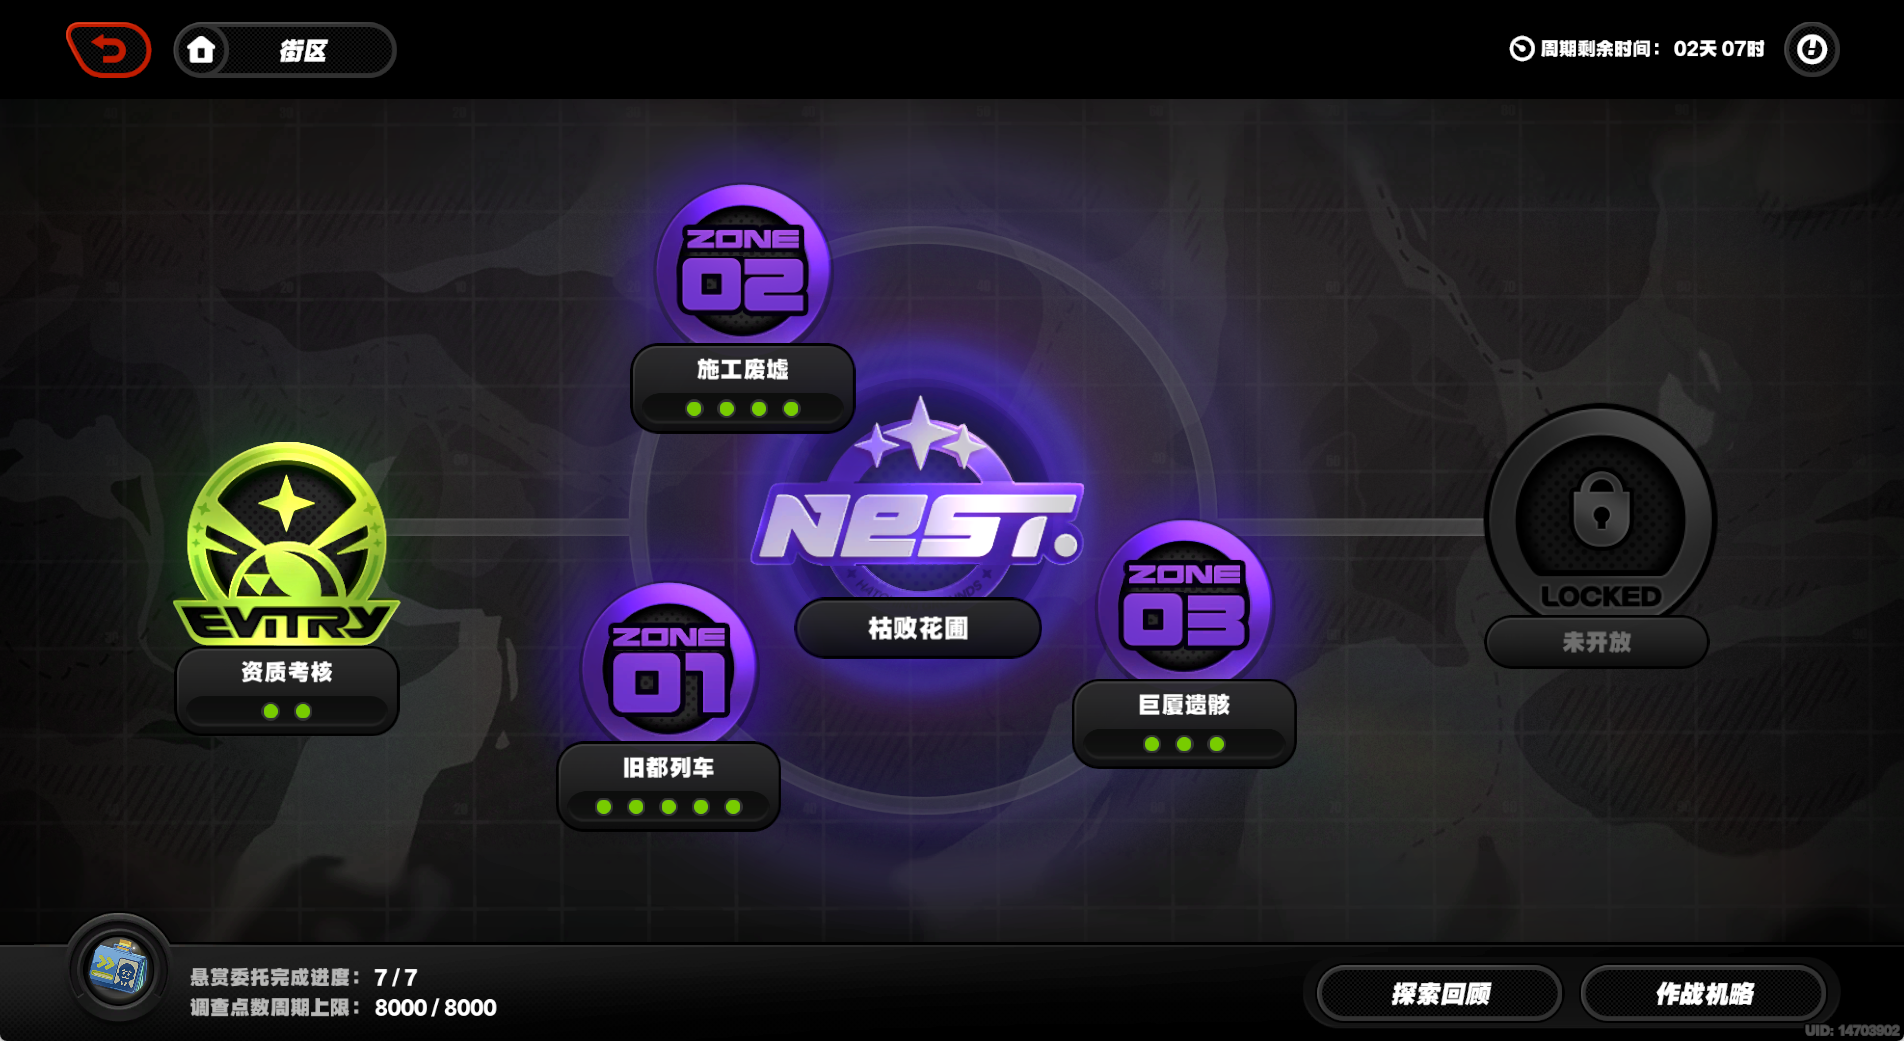 街区
周期剩余时间： 02天 07时
ZONE
02
施工废墟
NEST.
枯败花圃
EVITRY
资质考核
ZONE
01
旧都列车
ZONE
03
巨厦遗骸
LOCKED
未开放
悬赏委托完成进度： 7 / 7
调查点数周期上限： 8000 / 8000
探索回顾
作战机略
UID: 14703902